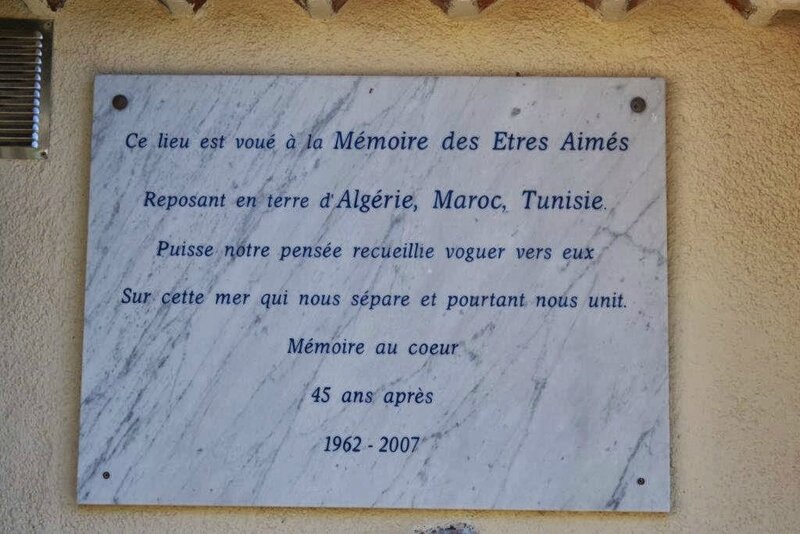 Ce lieu est voué à la Mémoire des Etres Aimés
Reposant en terre d'Algérie, Maroc, Tunisie.
Puisse notre pensée recueillie voguer vers eux
Sur cette mer qui nous sépare et pourtant nous unit.
Mémoire au coeur
45 ans après
1962 - 2007